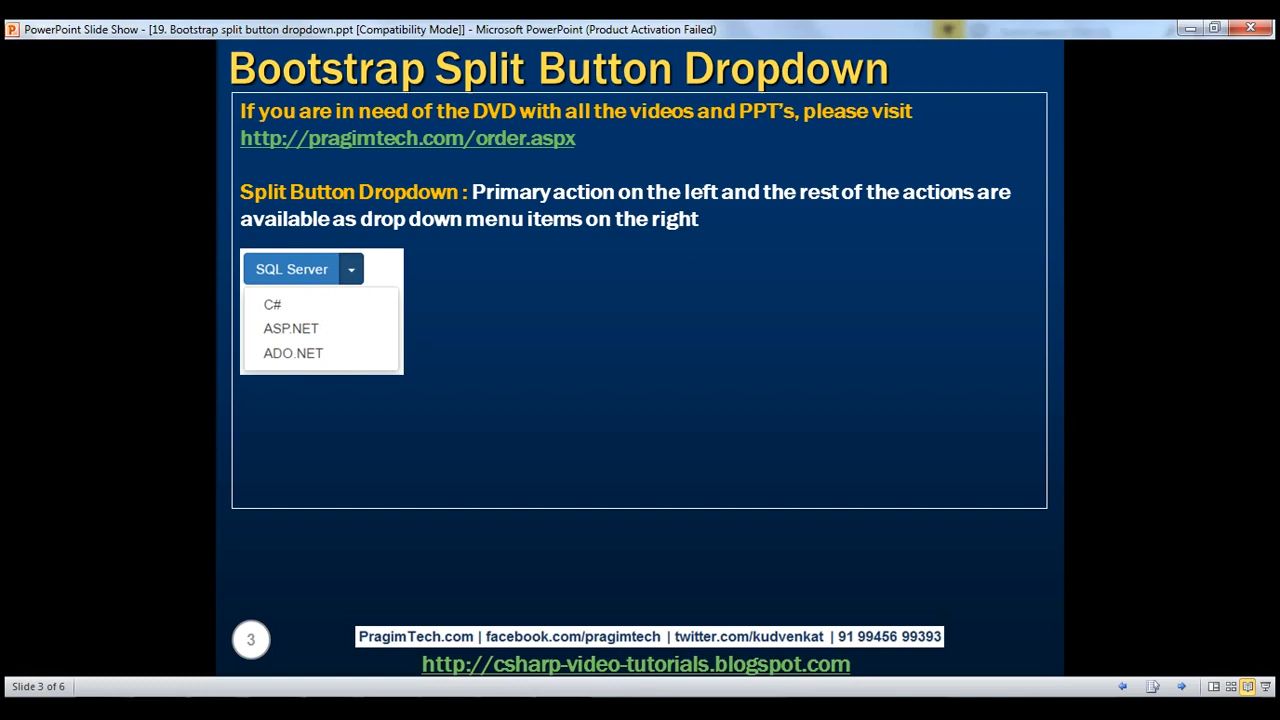 PowerPoint Slide Show - [19. Bootstrap split button dropdown.ppt [Compatibility Mode]] - Microsoft PowerPoint (Product Activation Failed)
Bootstrap Split Button Dropdown
If you are in need of the DVD with all the videos and PPT's, please visit
http://pragimtech.com/order.aspx
Split Button Dropdown : Primary action on the left and the rest of the actions are
available as drop down menu items on the right
SQL Server
C#
ASP.NET
ADO.NET
3
PragimTech.com | facebook.com/pragimtech | twitter.com/kudvenkat | 91 99456 99393
http://csharp-video-tutorials.blogspot.com
Slide 3 of 6